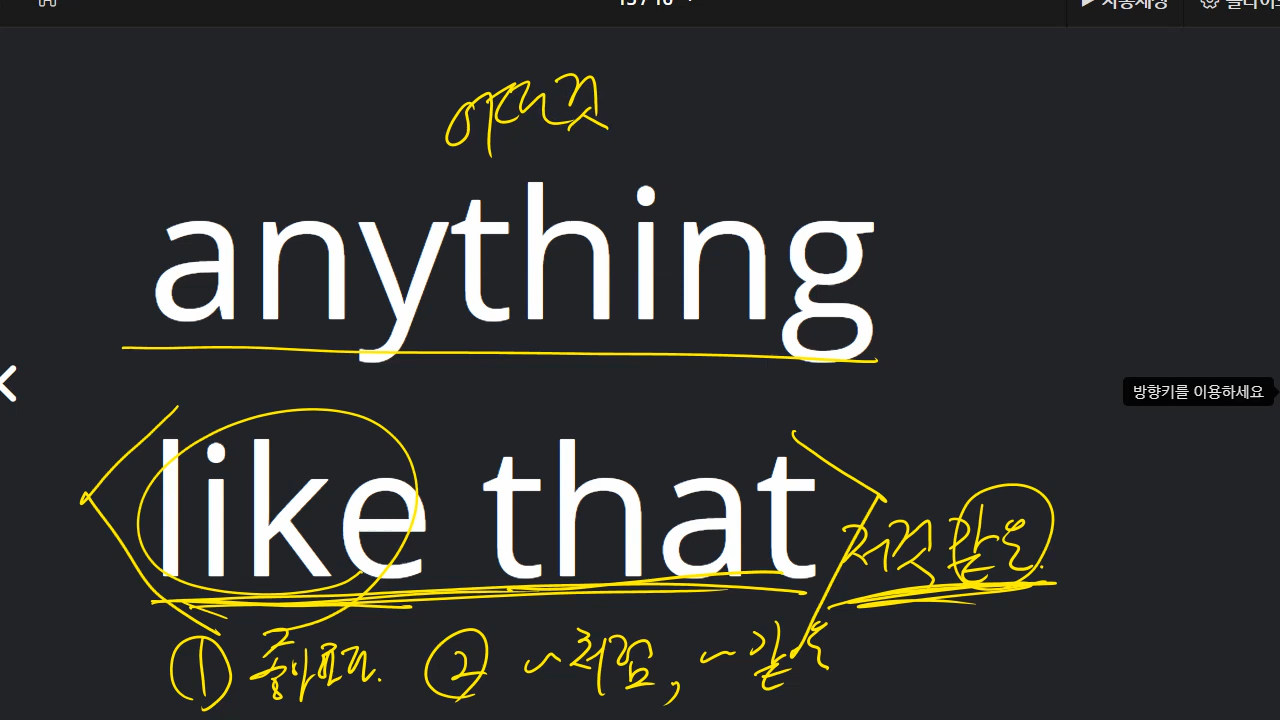 어떤 것
anything
방향키를 이용하세요
like that
저것 같은
① 좋아하다. ② ~처럼, ~같은